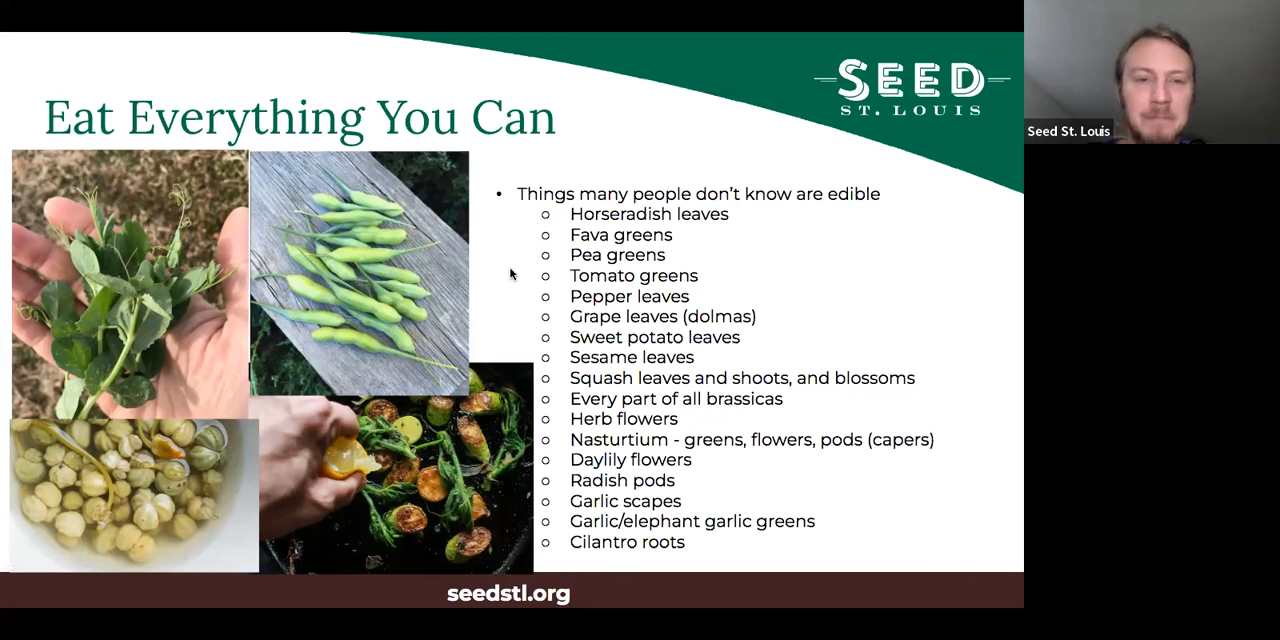 SEED
ST. LOUIS
Eat Everything You Can
Seed St. Louis
• Things many people don’t know are edible
○ Horseradish leaves
○ Fava greens
○ Pea greens
○ Tomato greens
○ Pepper leaves
○ Grape leaves (dolmas)
○ Sweet potato leaves
○ Sesame leaves
○ Squash leaves and shoots, and blossoms
○ Every part of all brassicas
○ Herb flowers
○ Nasturtium - greens, flowers, pods (capers)
○ Daylily flowers
○ Radish pods
○ Garlic scapes
○ Garlic/elephant garlic greens
○ Cilantro roots
seedstl.org